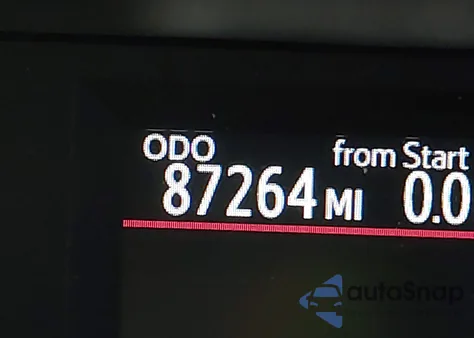 ODO from Start
87264 MI 0.0
autoSnap